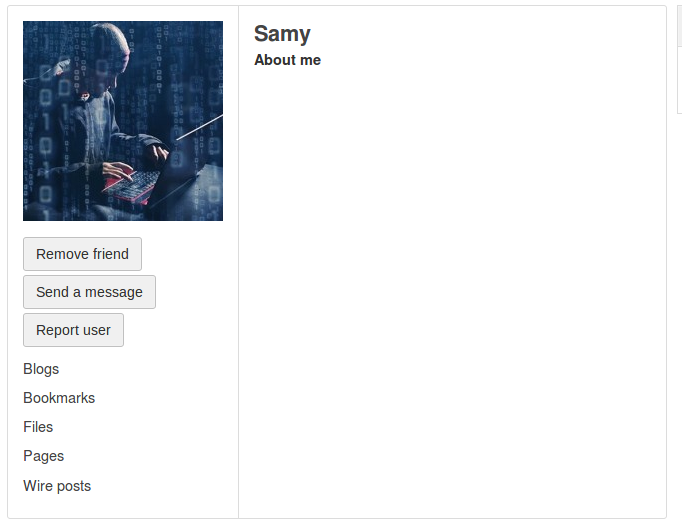 Samy
About me
Remove friend
Send a message
Report user
Blogs
Bookmarks
Files
Pages
Wire posts